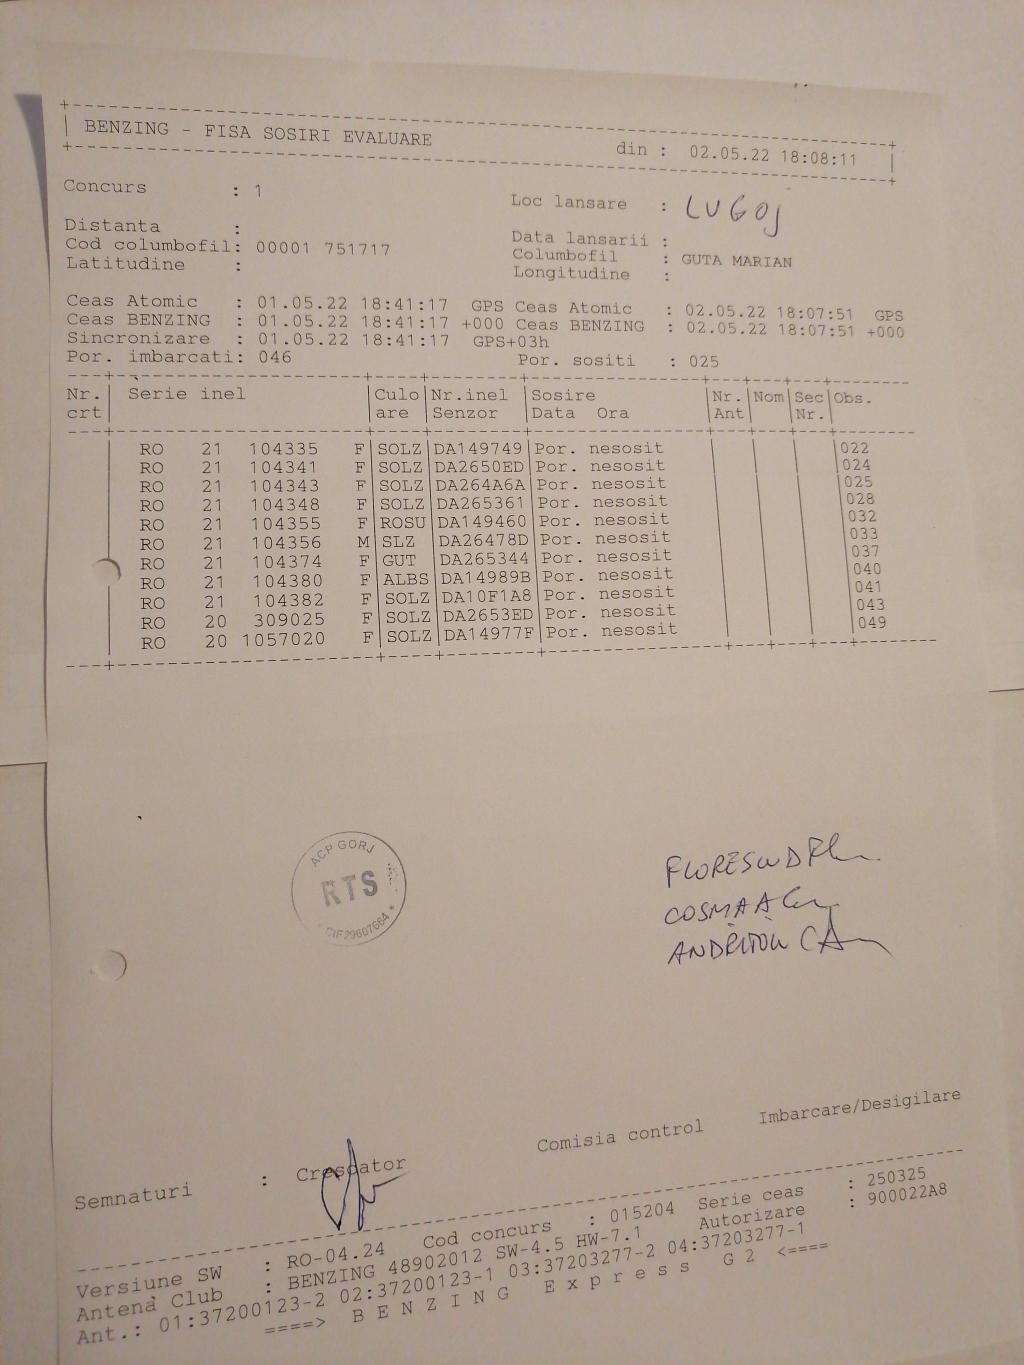 BENZING - FISA SOSIRI EVALUARE din : 02.05.22 18:08:11
Concurs : 1 Loc lansare : LUGOJ
Distanta : Data lansarii :
Cod columbofil: 00001 751717 Columbofil : GUTA MARIAN
Latitudine : Longitudine :
Ceas Atomic : 01.05.22 18:41:17 GPS Ceas Atomic : 02.05.22 18:07:51 GPS
Ceas BENZING : 01.05.22 18:41:17 +000 Ceas BENZING : 02.05.22 18:07:51 +000
Sincronizare : 01.05.22 18:41:17 GPS+03h
Por. imbarcati: 046 Por. sositi : 025
Nr. Serie inel Culo Nr.inel Sosire Nr. Nom Sec Obs.
crt are Senzor Data Ora Ant Nr.
RO 21 104335 F SOLZ DA149749 Por. nesosit 022
RO 21 104341 F SOLZ DA2650ED Por. nesosit 024
RO 21 104343 F SOLZ DA264A6A Por. nesosit 025
RO 21 104348 F SOLZ DA265361 Por. nesosit 028
RO 21 104355 F ROSU DA149460 Por. nesosit 032
RO 21 104356 M SLZ DA26478D Por. nesosit 033
RO 21 104374 F GUT DA265344 Por. nesosit 037
RO 21 104380 F ALBS DA14989B Por. nesosit 040
RO 21 104382 F SOLZ DA10F1A8 Por. nesosit 041
RO 20 309025 F SOLZ DA2653ED Por. nesosit 043
RO 20 1057020 F SOLZ DA14977F Por. nesosit 049
ACP GORJ
RTS
CIF29607664 *
COSMA A
Semnaturi : Crescator Comisia control Imbarcare/Desigilare
Versiune SW : RO-04.24 Cod concurs : 015204 Serie ceas : 250325
Antena Club : BENZING 48902012 SW-4.5 HW-7.1 Autorizare : 900022A8
Ant.: 01:37200123-2 02:37200123-1 03:37203277-2 04:37203277-1
====> B E N Z I N G E x p r e s s G 2 <====